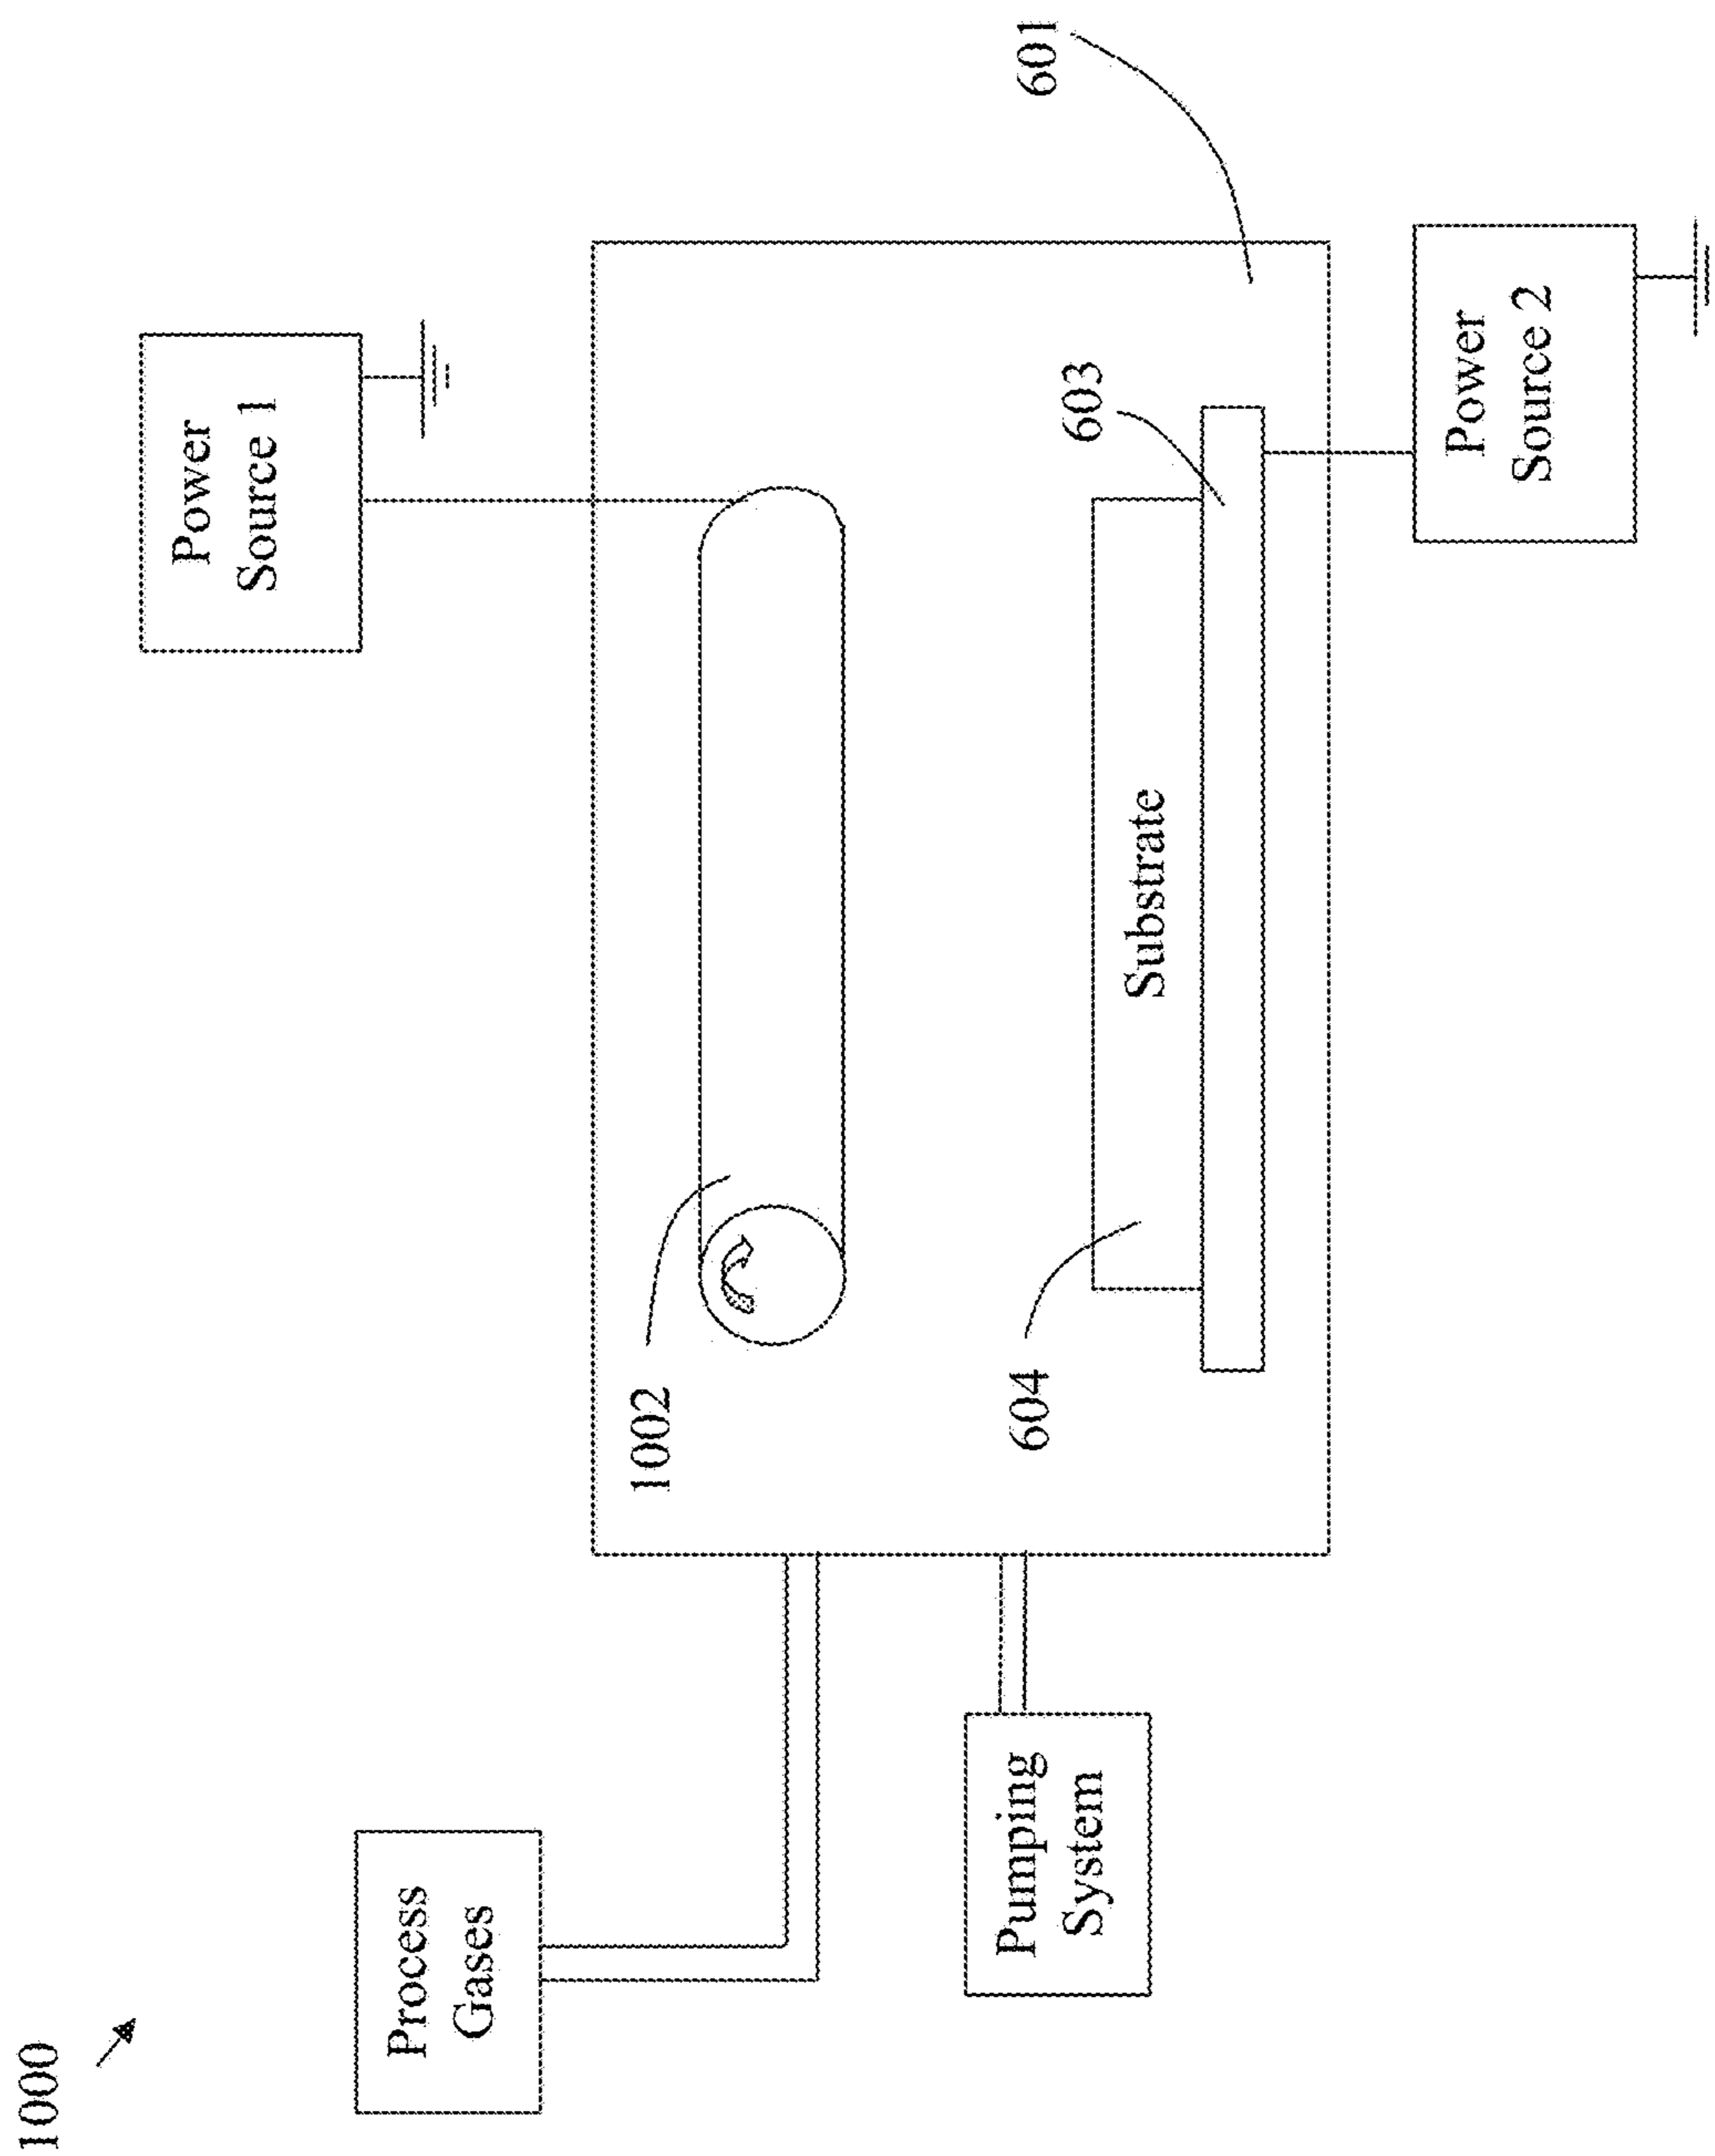 1000
Process
Gases
Power
Source 1
1002
Pumping
System
604
Substrate
603
601
Power
Source 2